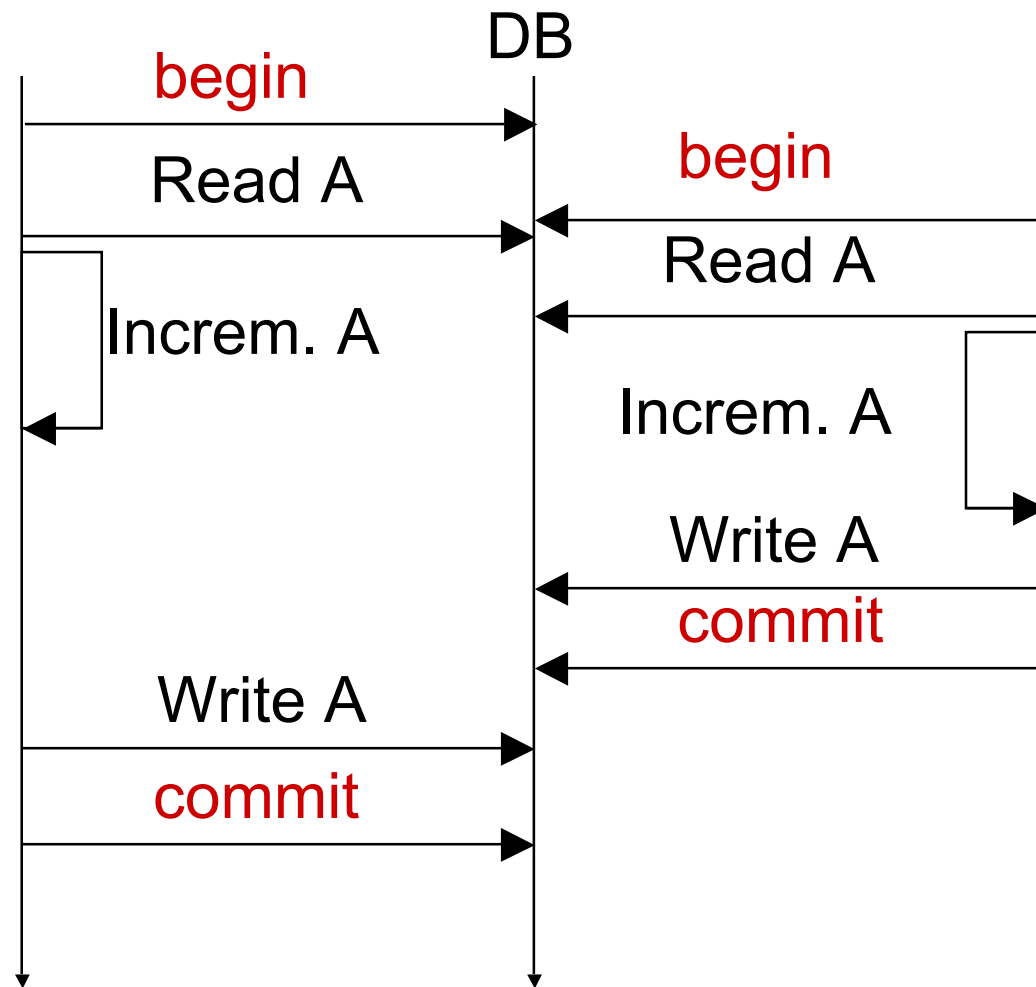 DB
begin
begin
Read A
Read A
Increm. A
Increm. A
Write A
commit
Write A
commit